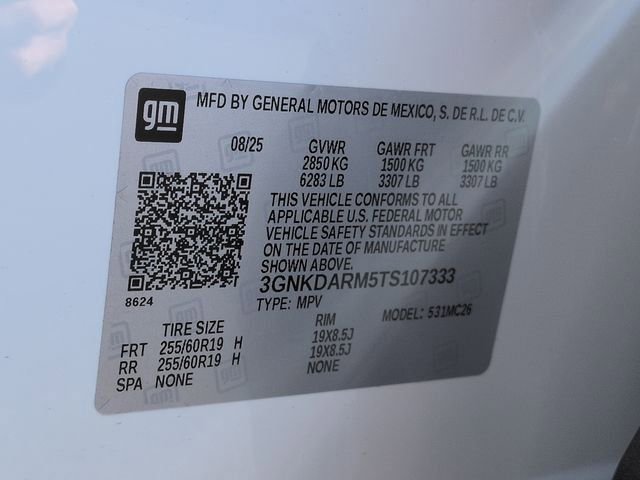 gm
MFD BY GENERAL MOTORS DE MEXICO, S. DE R.L. DE C.V.
08/25 GVWR GAWR FRT GAWR RR
2850 KG 1500 KG 1500 KG
6283 LB 3307 LB 3307 LB
THIS VEHICLE CONFORMS TO ALL
APPLICABLE U.S. FEDERAL MOTOR
VEHICLE SAFETY STANDARDS IN EFFECT
ON THE DATE OF MANUFACTURE
SHOWN ABOVE.
3GNKDARM5TS107333
8624
TYPE: MPV MODEL: 531MC26
TIRE SIZE RIM
FRT 255/60R19 H 19X8.5J
RR 255/60R19 H 19X8.5J
SPA NONE NONE